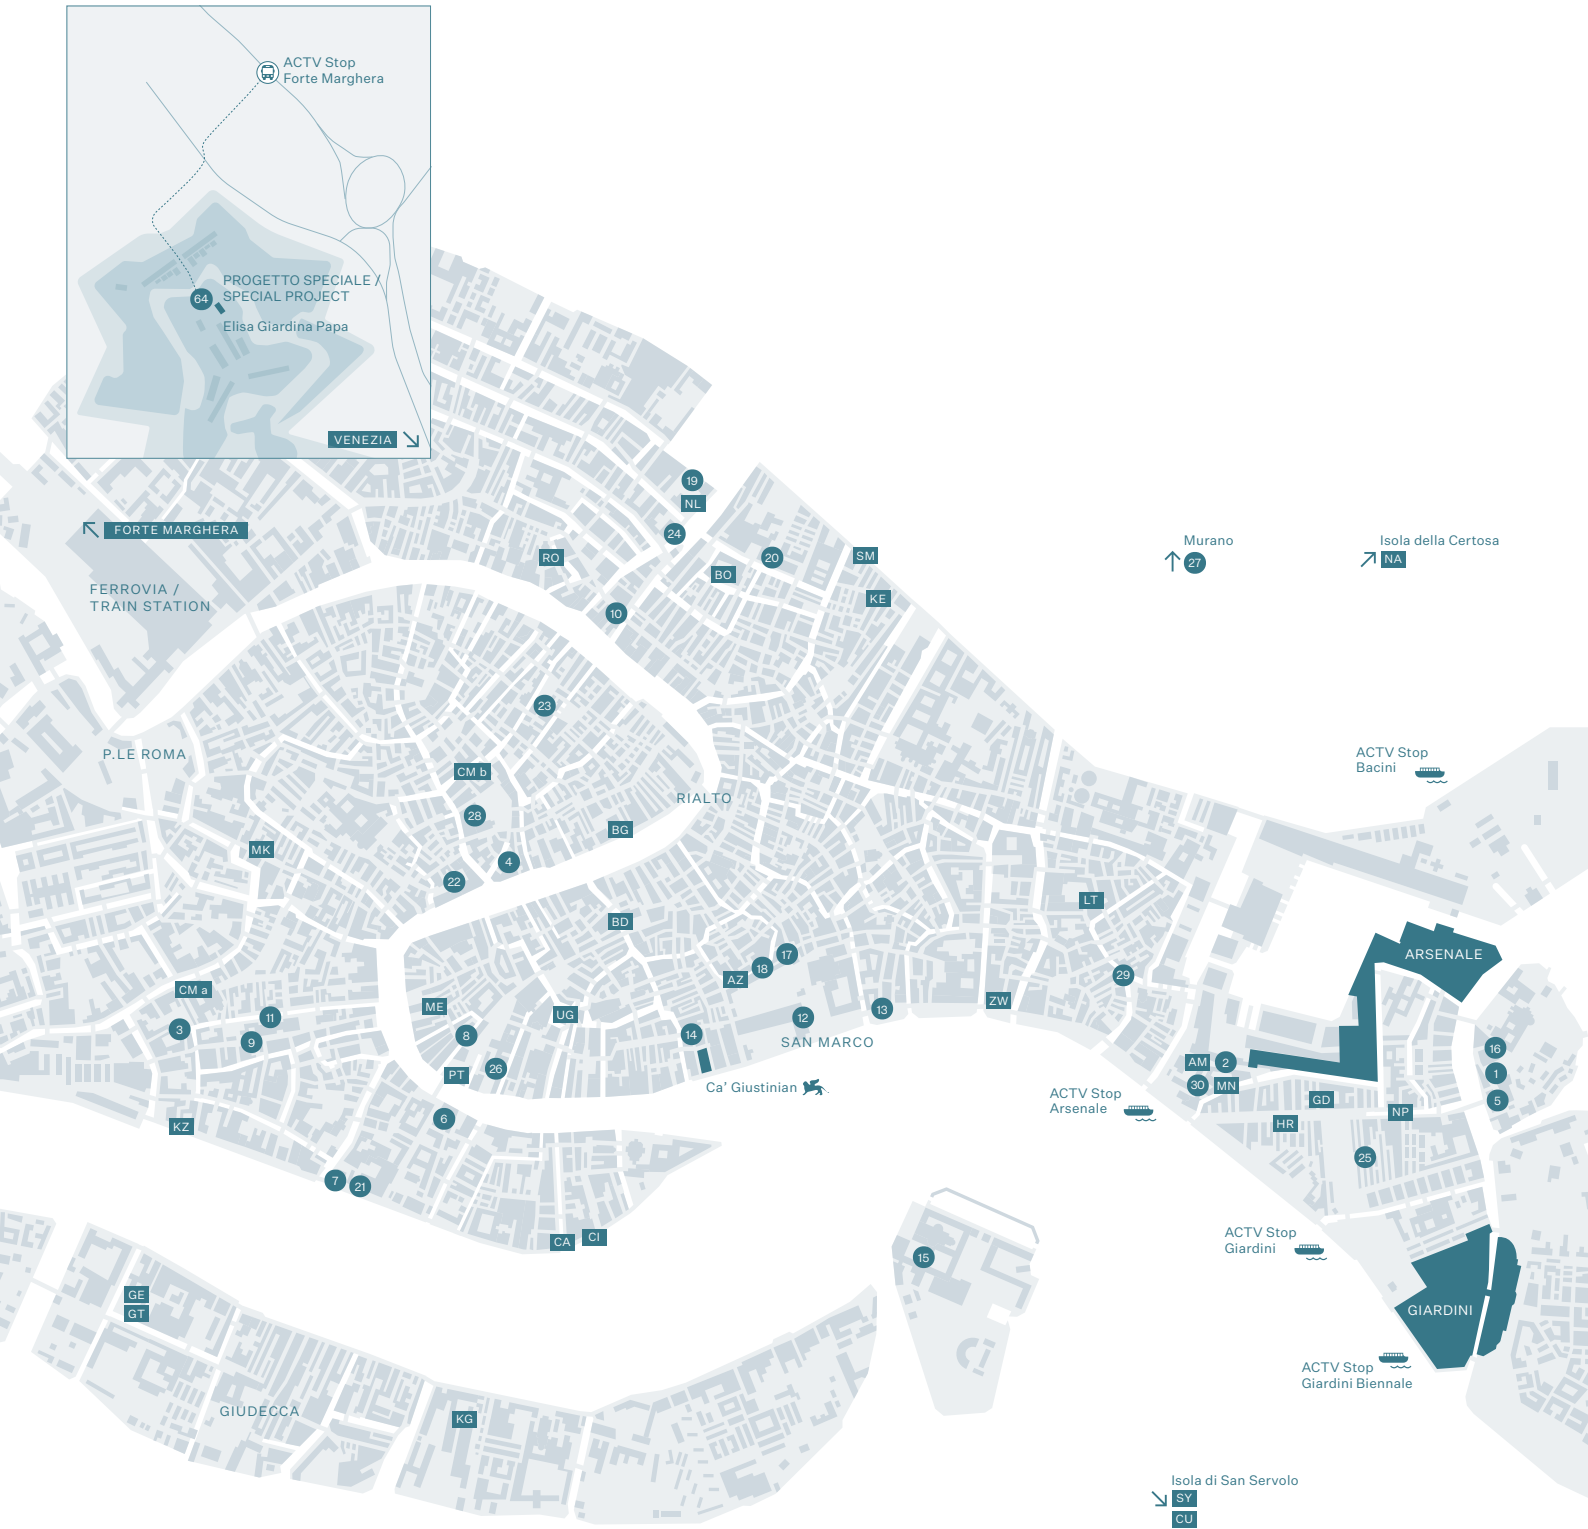 ACTV Stop
Forte Marghera
PROGETTO SPECIALE /
SPECIAL PROJECT
64
Elisa Giardina Papa
VENEZIA
FORTE MARGHERA
FERROVIA /
TRAIN STATION
19
NL
24
RO
BO
20
SM
KE
10
Murano
27
Isola della Certosa
NA
23
P.LE ROMA
CM b
RIALTO
28
BG
MK
4
22
ACTV Stop
Bacini
BD
LT
17
18
AZ
29
ARSENALE
CM a
3
11
9
ME
UG
8
PT
26
14
12
13
ZW
SAN MARCO
Ca' Giustinian
AM
2
30
MN
16
1
5
ACTV Stop
Arsenale
GD
NP
HR
25
KZ
6
7
21
CA
CI
15
ACTV Stop
Giardini
GE
GT
GIARDINI
ACTV Stop
Giardini Biennale
GIUDECCA
KG
Isola di San Servolo
SY
CU